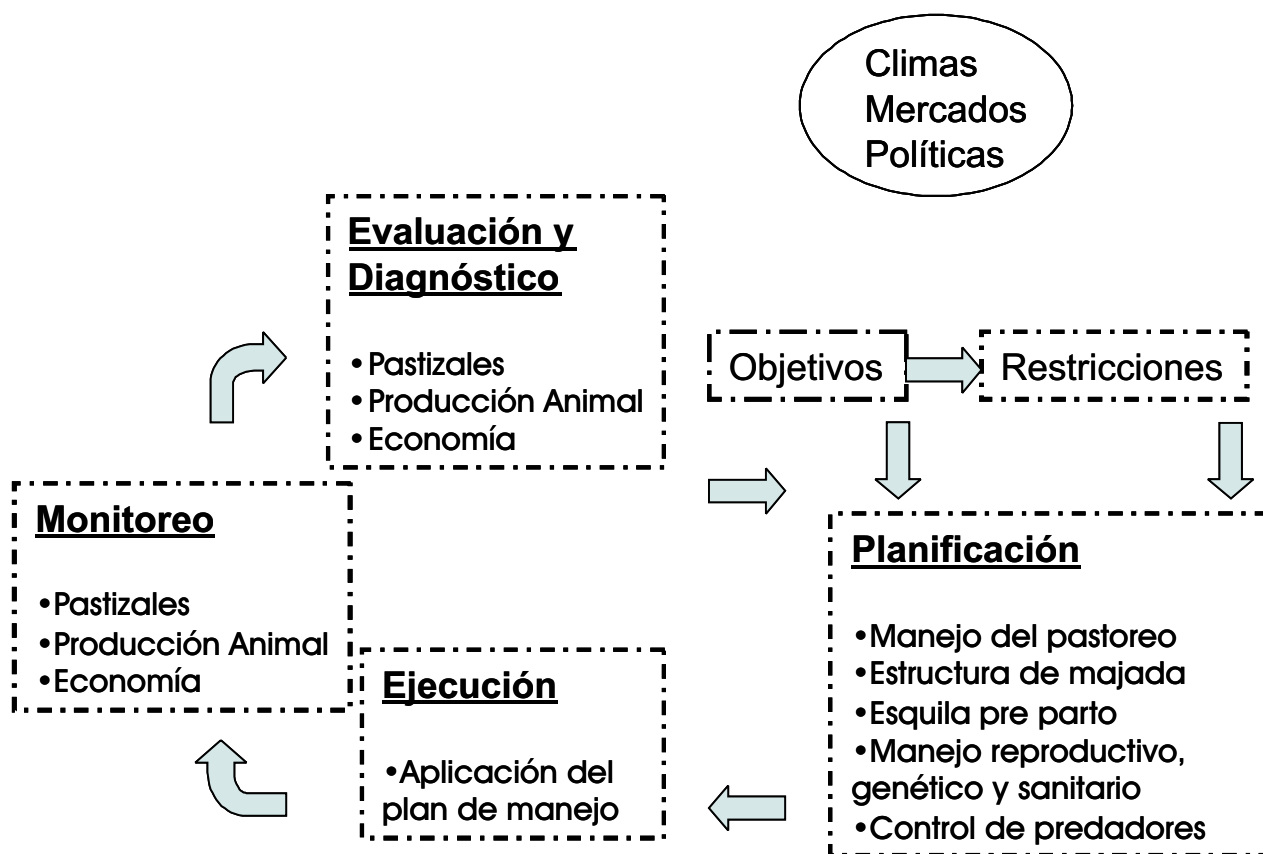 Climas
Mercados
Políticas
Evaluación y
Diagnóstico
•Pastizales
•Producción Animal
•Economía
Objetivos
Restricciones
Monitoreo
•Pastizales
•Producción Animal
•Economía
Planificación
•Manejo del pastoreo
•Estructura de majada
•Esquila pre parto
•Manejo reproductivo,
genético y sanitario
•Control de predadores
Ejecución
•Aplicación del
plan de manejo